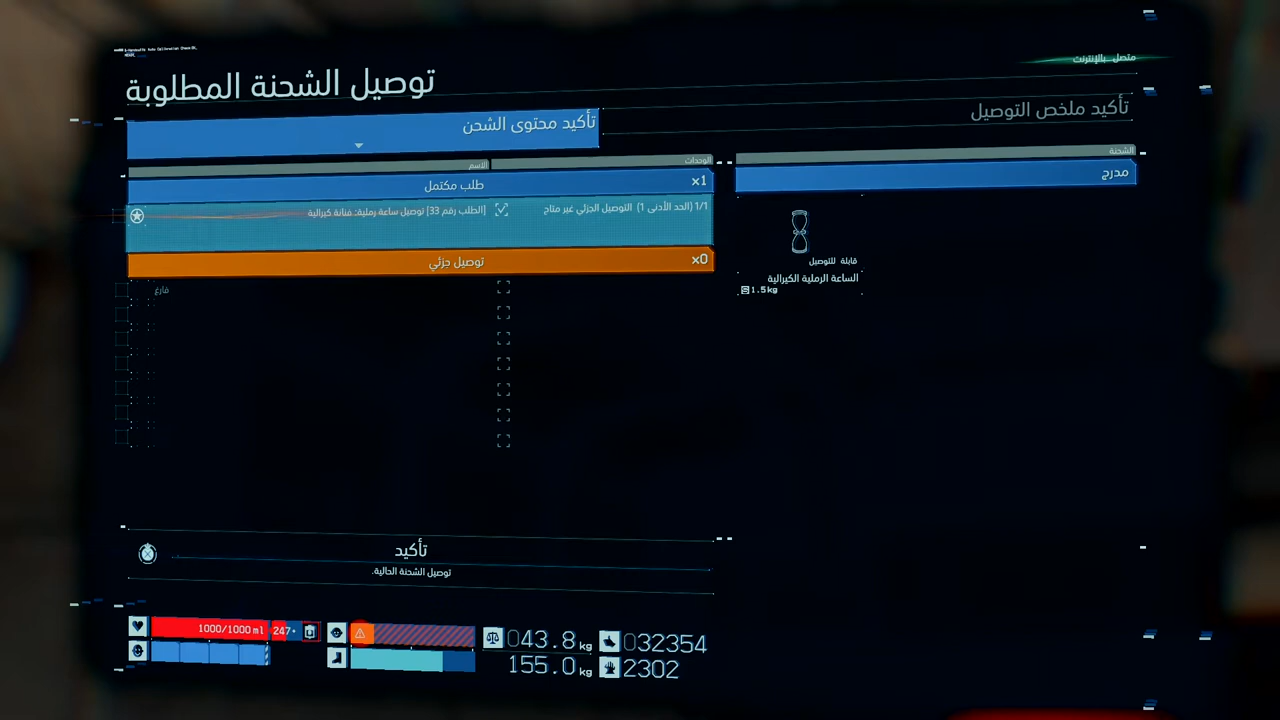 متصل بالإنترنت
توصيل الشحنة المطلوبة
تأكيد ملخص التوصيل
تأكيد محتوى الشحن
الشحنة
الوحدات
الاسم
مدرج
x1
طلب مكتمل
1/1 (الحد الأدنى 1) التوصيل الجزئي غير متاح
[الطلب رقم 33] توصيل ساعة رملية: فنانة كيرالية
قابلة للتوصيل
الساعة الرملية الكيرالية
1.5kg
x0
توصيل جزئي
فارغ
تأكيد
توصيل الشحنة الحالية.
1000/1000 ml
247+
043.8 kg
032354
155.0 kg
2302